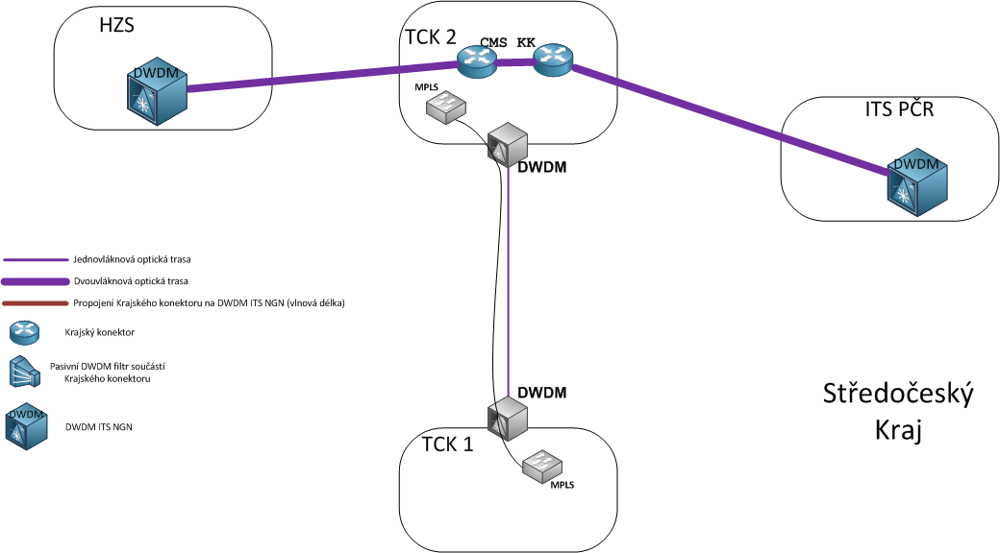 HZS
DWDM
TCK 2
CMS KK
MPLS
DWDM
ITS PČR
DWDM
Jednovláknová optická trasa
Dvouvláknová optická trasa
Propojení Krajského konektoru na DWDM ITS NGN (vlnová délka)
Krajský konektor
Pasivní DWDM filtr součástí
Krajského konektoru
DWDM
DWDM ITS NGN
DWDM
TCK 1
MPLS
Středočeský
Kraj